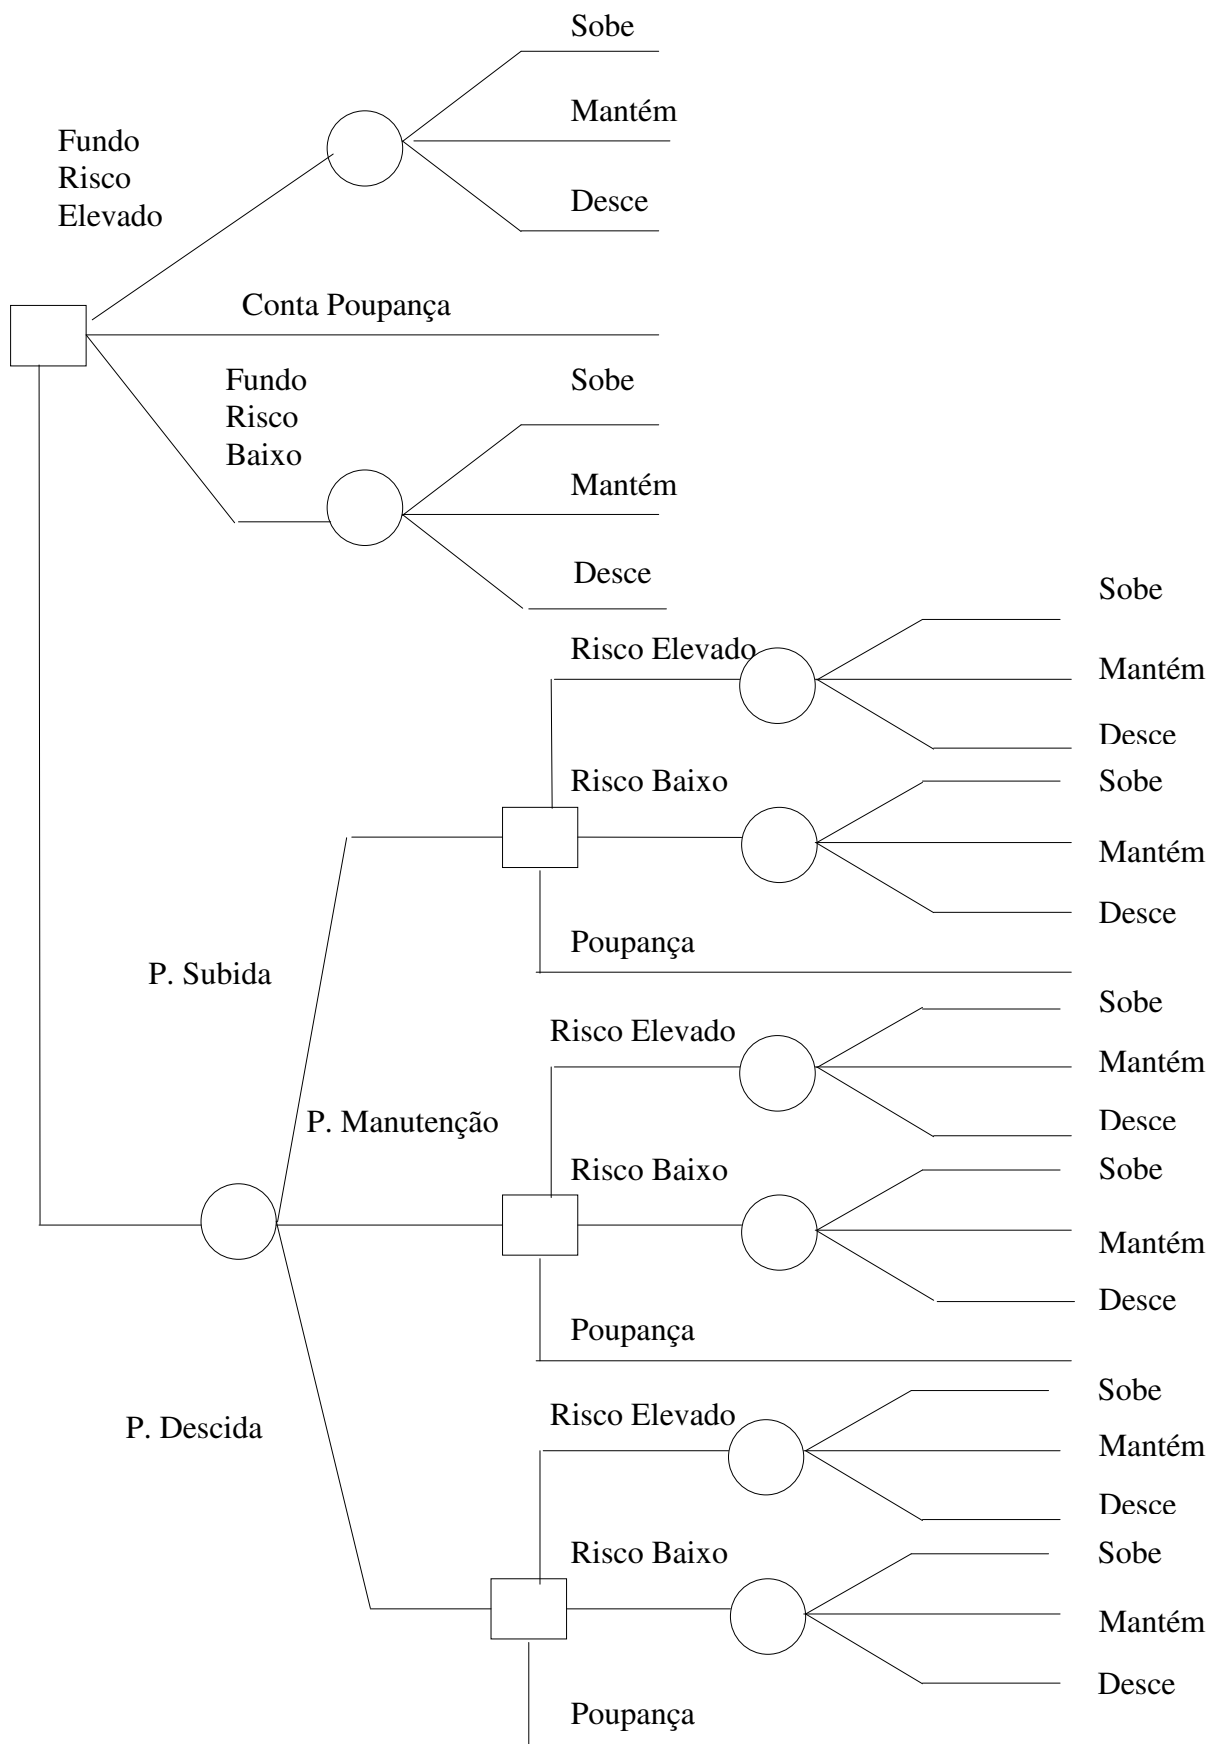 Sobe
Mantém
Fundo
Risco
Elevado
Desce
Conta Poupança
Fundo
Risco
Baixo
Sobe
Mantém
Desce
Sobe
Risco Elevado
Mantém
Desce
Risco Baixo
Sobe
Mantém
Desce
Poupança
P. Subida
Sobe
Risco Elevado
Mantém
P. Manutenção
Desce
Risco Baixo
Sobe
Mantém
Desce
Poupança
Sobe
P. Descida
Risco Elevado
Mantém
Desce
Risco Baixo
Sobe
Mantém
Desce
Poupança